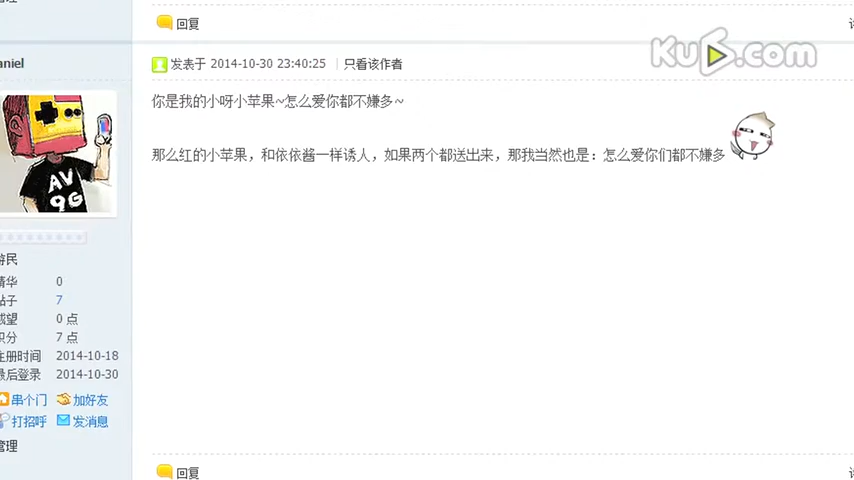 回复
aniel
发表于 2014-10-30 23:40:25 只看该作者
Ku6.com
你是我的小呀小苹果~怎么爱你都不嫌多~
那么红的小苹果，和依依酱一样诱人，如果两个都送出来，那我当然也是：怎么爱你们都不嫌多
AV
9G
游民
精华 0
帖子 7
威望 0 点
积分 7 点
注册时间 2014-10-18
最后登录 2014-10-30
串个门 加好友
打招呼 发消息
管理
回复